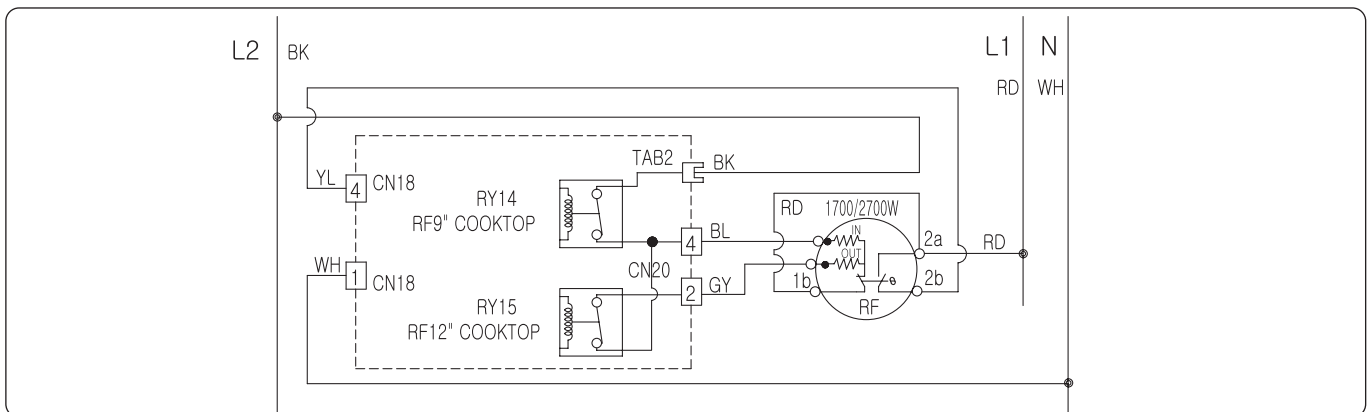 L2 BK L1 N
RD WH
TAB2 BK
YL 4 CN18
RY14
RF9" COOKTOP
RD 1700/2700W
BL IN
4 2a RD
OUT
WH 1 CN18
CN20
2 GY 1b θ 2b
RF
RY15
RF12" COOKTOP